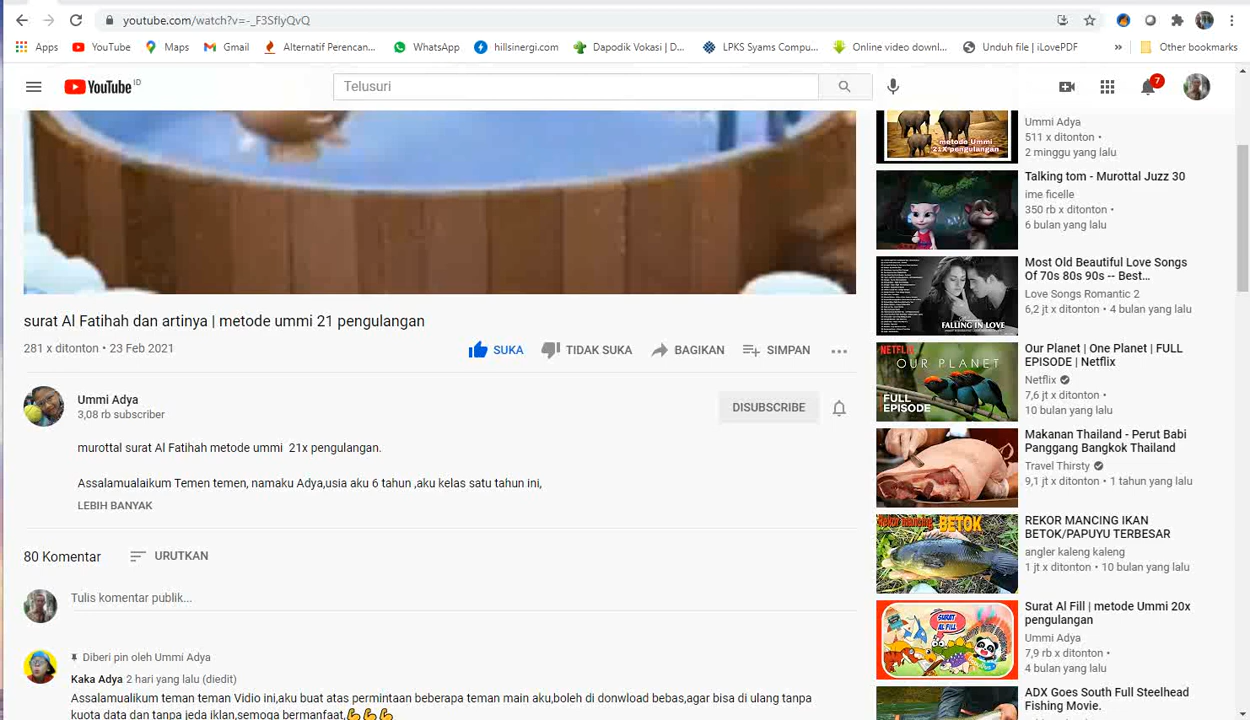 youtube.com/watch?v=-_F3SflyQvQ
Apps YouTube Maps Gmail Alternatif Perencan... WhatsApp hillsinergi.com Dapodik Vokasi | D... LPKS Syams Compu... Online video downl... Unduh file | iLovePDF » Other bookmarks
YouTube ID
Telusuri
7
surat Al Fatihah dan artinya | metode ummi 21 pengulangan
281 x ditonton • 23 Feb 2021
SUKA TIDAK SUKA BAGIKAN SIMPAN
Ummi Adya
3,08 rb subscriber
DISUBSCRIBE
murottal surat Al Fatihah metode ummi 21x pengulangan.
Assalamualaikum Temen temen, namaku Adya,usia aku 6 tahun ,aku kelas satu tahun ini,
LEBIH BANYAK
80 Komentar URUTKAN
Tulis komentar publik...
Diberi pin oleh Ummi Adya
Kaka Adya 2 hari yang lalu (diedit)
Assalamualikum teman teman Vidio ini,aku buat atas permintaan beberapa teman main aku,boleh di donwload bebas,agar bisa di ulang tanpa
kuota data dan tanpa jeda iklan,semoga bermanfaat,💪💪💪
metode Ummi
21X pengulangan
Ummi Adya
511 x ditonton •
2 minggu yang lalu
Talking tom - Murottal Juzz 30
ime ficelle
350 rb x ditonton •
6 bulan yang lalu
FALLING IN LOVE
Most Old Beautiful Love Songs
Of 70s 80s 90s -- Best...
Love Songs Romantic 2
6,2 jt x ditonton • 4 bulan yang lalu
NETFLIX
OUR PLANET
FULL
EPISODE
Our Planet | One Planet | FULL
EPISODE | Netflix
Netflix
7,6 jt x ditonton •
10 bulan yang lalu
Makanan Thailand - Perut Babi
Panggang Bangkok Thailand
Travel Thirsty
9,1 jt x ditonton • 1 tahun yang lalu
BETOK
REKOR MANCING IKAN
BETOK/PAPUYU TERBESAR
angler kaleng kaleng
1 jt x ditonton • 10 bulan yang lalu
SURAT
AL FILL
Surat Al Fill | metode Ummi 20x
pengulangan
Ummi Adya
7,9 rb x ditonton •
4 bulan yang lalu
ADX Goes South Full Steelhead
Fishing Movie.